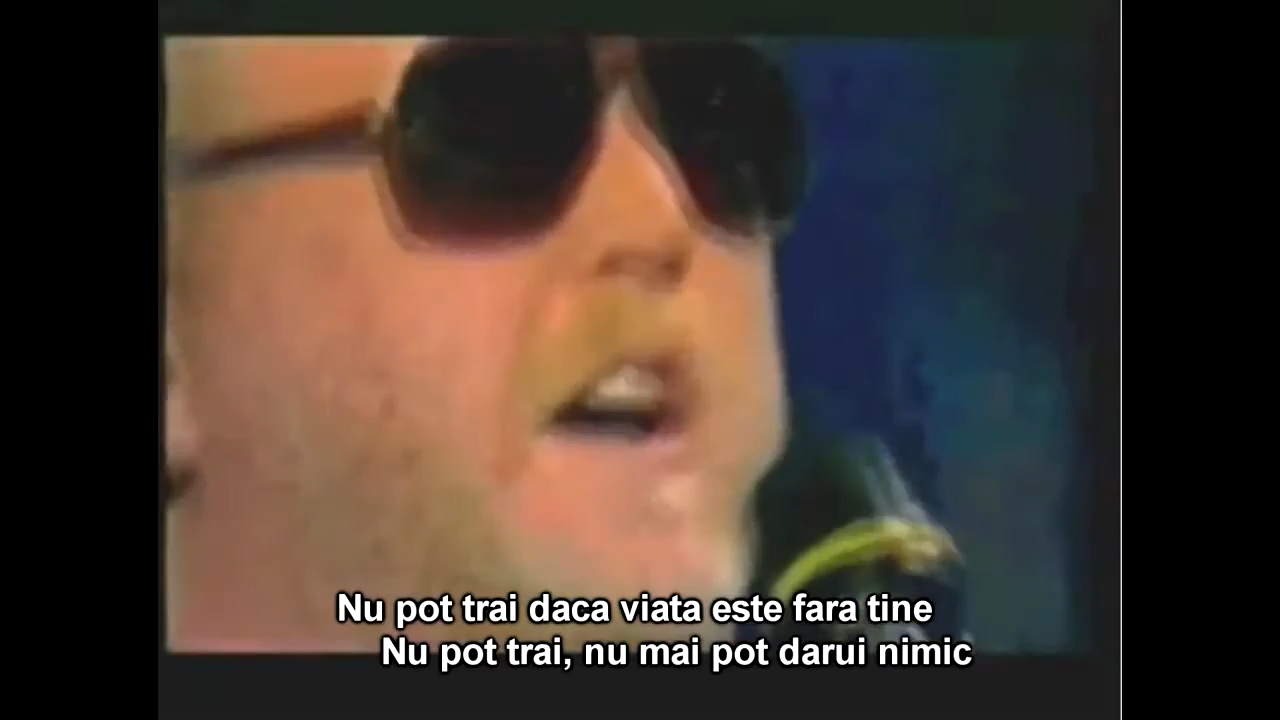 Nu pot trai daca viata este fara tine
Nu pot trai, nu mai pot darui nimic